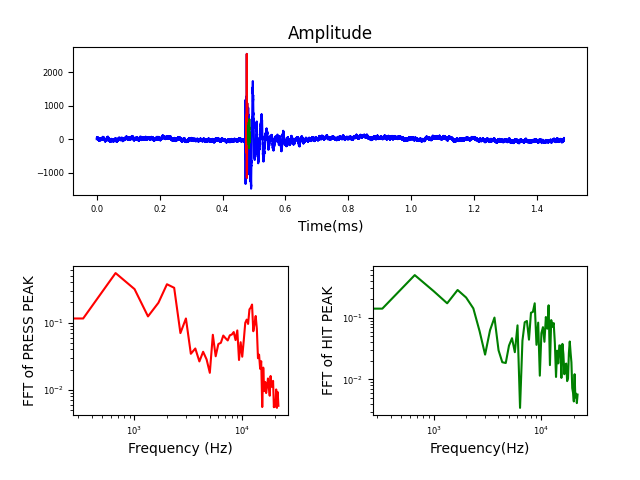 Amplitude
2000
1000
0
−1000
0.0 0.2 0.4 0.6 0.8 1.0 1.2 1.4
Time(ms)
FFT of PRESS PEAK
10⁻¹
10⁻²
10³ 10⁴
Frequency (Hz)
FFT of HIT PEAK
10⁻¹
10⁻²
10³ 10⁴
Frequency(Hz)